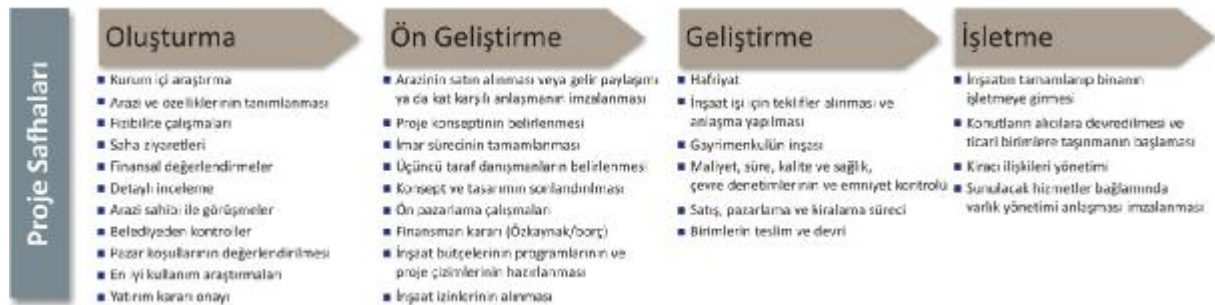 Proje Safhaları
Oluşturma
■ Kurum içi araştırma
■ Arazi ve özelliklerinin tanımlanması
■ Fizibilite çalışmaları
■ Saha ziyaretleri
■ Finansal değerlendirmeler
■ Detaylı inceleme
■ Arazi sahibi ile görüşmeler
■ Belediyeden kontroller
■ Pazar koşullarının değerlendirilmesi
■ En iyi kullanım araştırmaları
■ Yatırım kararı onayı
Ön Geliştirme
■ Arazinin satın alınması veya gelir paylaşımı
ya da kat karşılı anlaşmanın imzalanması
■ Proje konseptinin belirlenmesi
■ İmar sürecinin tamamlanması
■ Üçüncü taraf danışmanların belirlenmesi
■ Konsept ve tasarımın sonlandırılması
■ Ön pazarlama çalışmaları
■ Finansman kararı (Özkaynak/borç)
■ İnşaat bütçelerinin programlarının ve
proje çizimlerinin hazırlanması
■ İnşaat izinlerinin alınması
Geliştirme
■ Hafriyat
■ İnşaat işi için teklifler alınması ve
anlaşma yapılması
■ Gayrimenkulün inşası
■ Maliyet, süre, kalite ve sağlık,
çevre denetimlerinin ve emniyet kontrolü
■ Satış, pazarlama ve kiralama süreci
■ Birimlerin teslim ve devri
İşletme
■ İnşaatın tamamlanıp binanın
işletmeye girmesi
■ Konutların alıcılara devredilmesi ve
ticari birimlere taşınmanın başlaması
■ Kiracı ilişkileri yönetimi
■ Sunulacak hizmetler bağlamında
varlık yönetimi anlaşması imzalanması